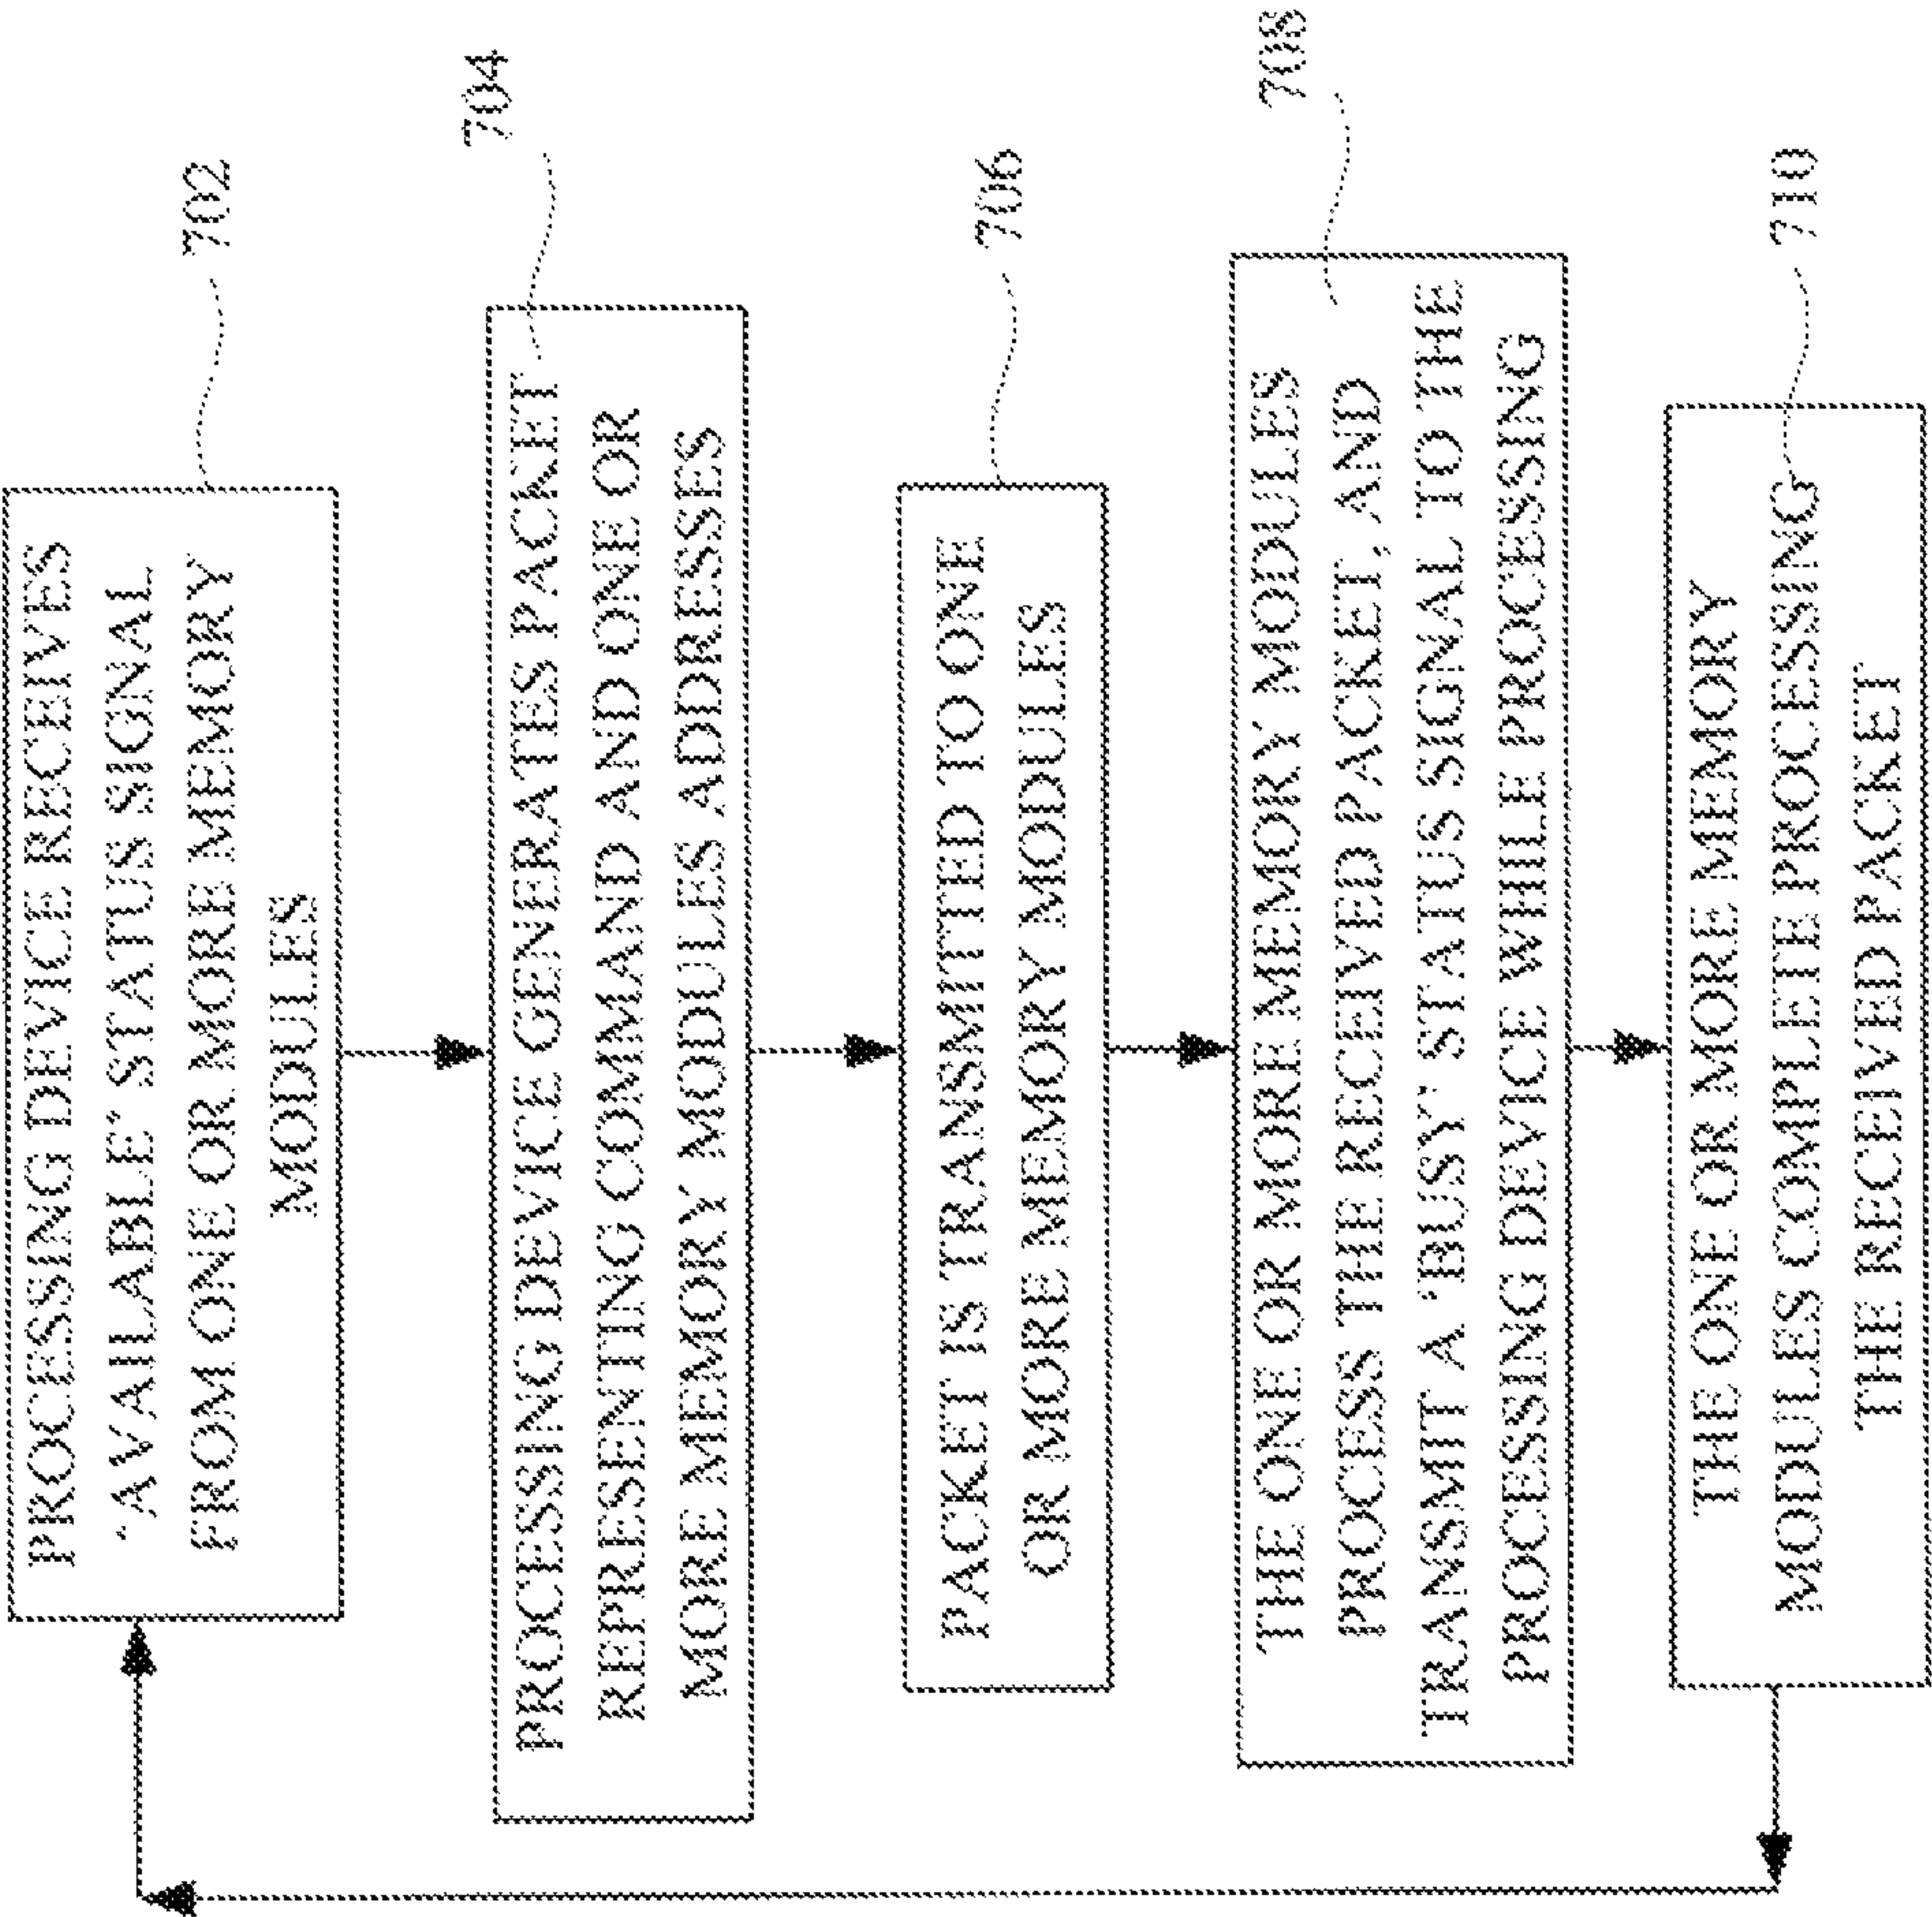 PROCESSING DEVICE RECEIVES
'AVAILABLE' STATUS SIGNAL
FROM ONE OR MORE MEMORY
MODULES
702
PROCESSING DEVICE GENERATES PACKET
REPRESENTING COMMAND AND ONE OR
MORE MEMORY MODULES ADDRESSES
704
PACKET IS TRANSMITTED TO ONE
OR MORE MEMORY MODULES
706
THE ONE OR MORE MEMORY MODULES
PROCESS THE RECEIVED PACKET, AND
TRANSMIT A 'BUSY' STATUS SIGNAL TO THE
PROCESSING DEVICE WHILE PROCESSING
708
THE ONE OR MORE MEMORY
MODULES COMPLETE PROCESSING
THE RECEIVED PACKET
710